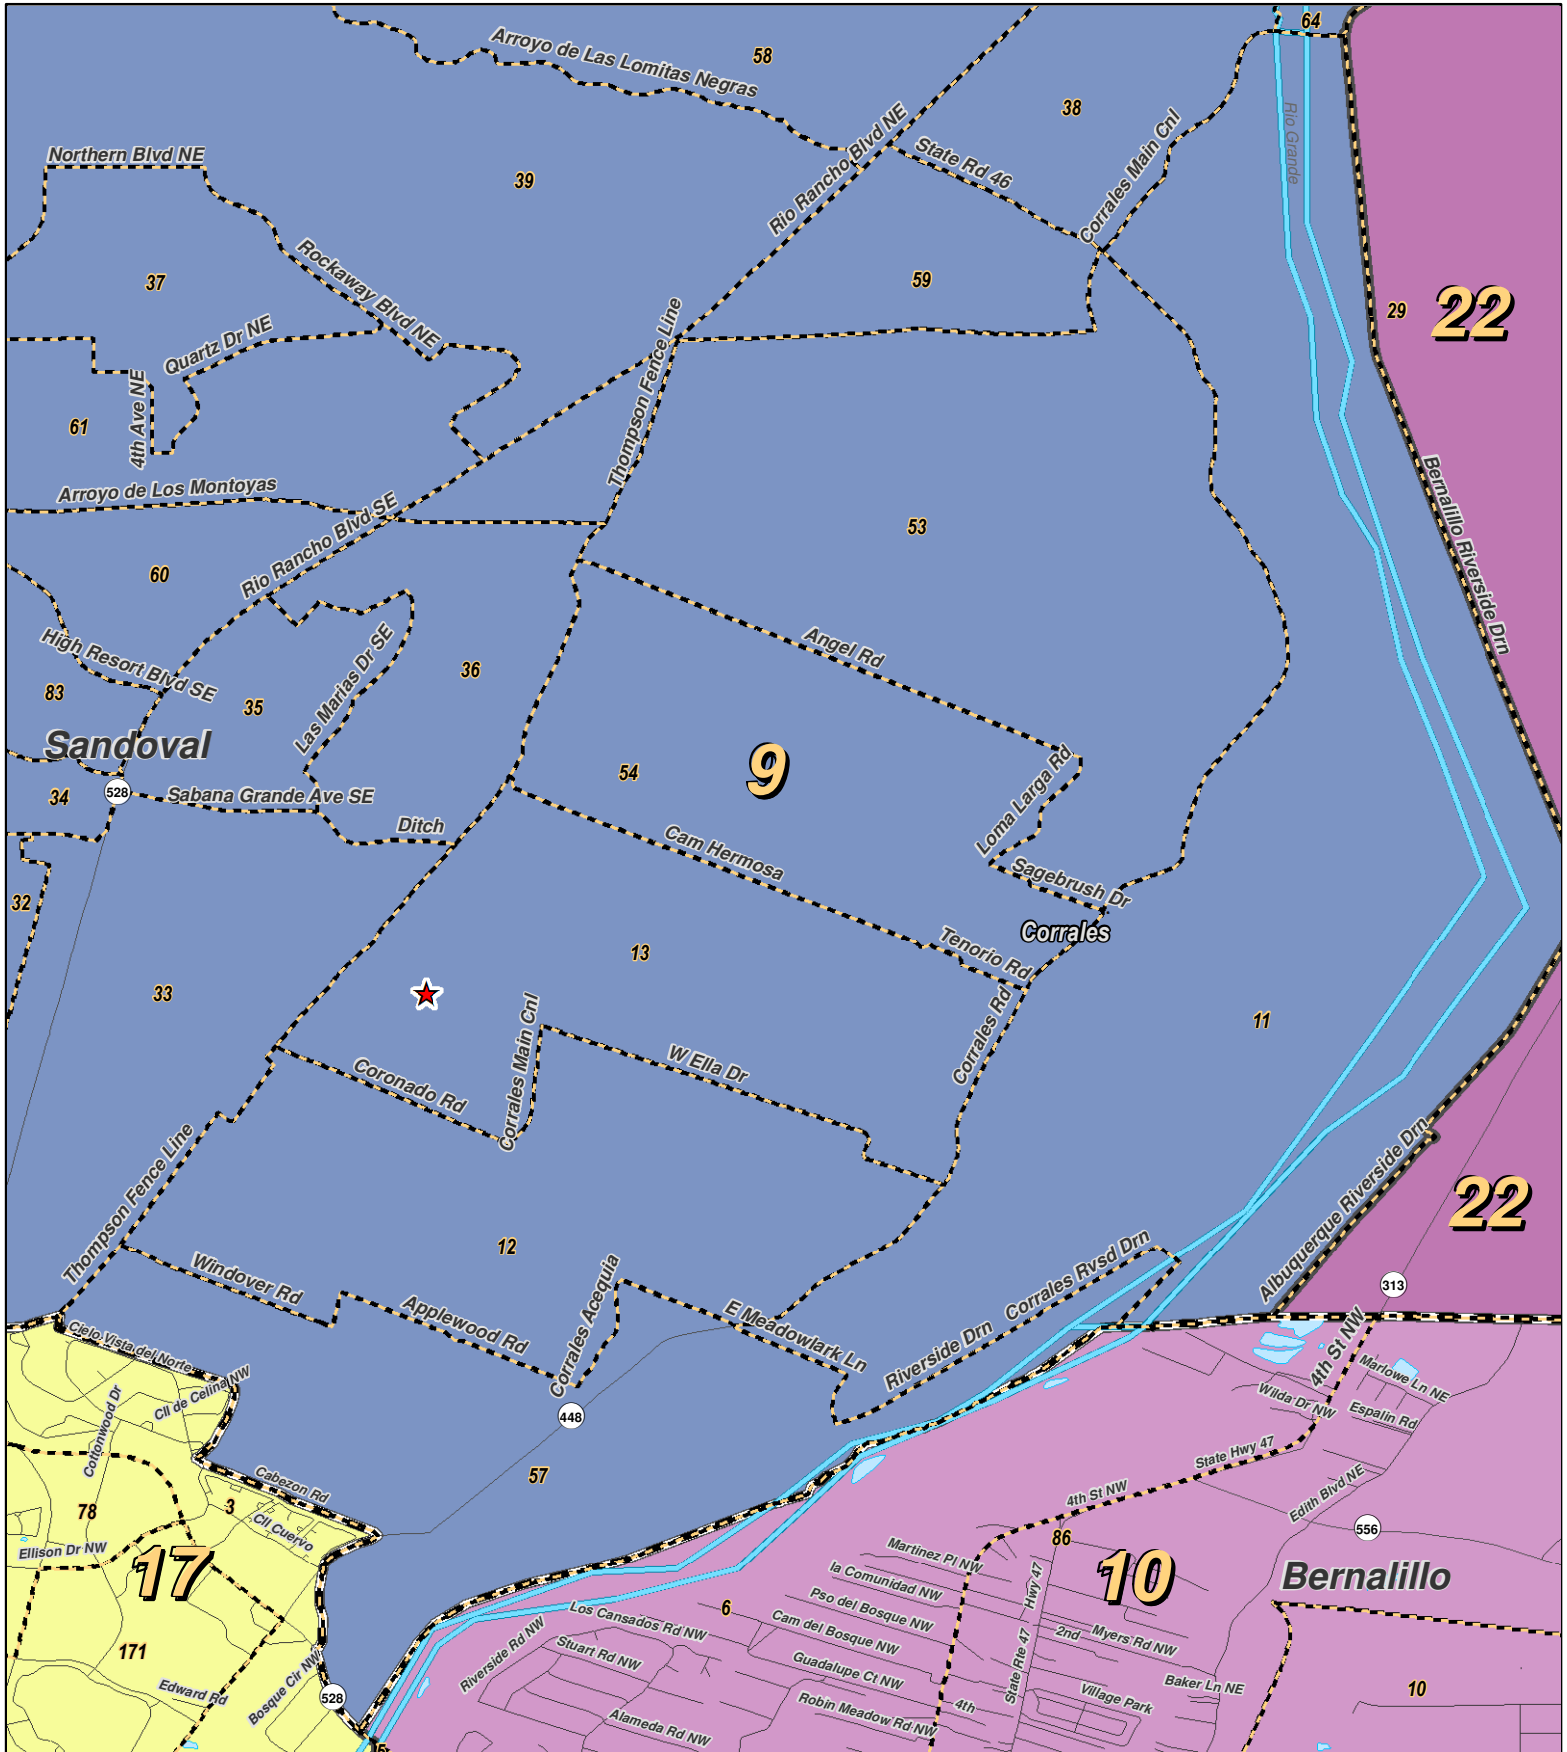 64
58
Arroyo de Las Lomitas Negras
38
Rio Rancho Blvd NE
State Rd 46
Corrales Main Cnl
Rio Grande
Northern Blvd NE
39
37
Rockaway Blvd NE
59
29
22
Quartz Dr NE
Thompson Fence Line
4th Ave NE
61
Arroyo de Los Montoyas
Rio Rancho Blvd SE
53
Bernalillo Riverside Drn
60
High Resort Blvd SE
Las Marias Dr SE
36
Angel Rd
83
35
Sandoval
54
9
34
528
Sabana Grande Ave SE
Ditch
Loma Larga Rd
Cam Hermosa
Sagebrush Dr
32
Corrales
Tenorio Rd
13
33
Corrales Main Cnl
Corrales Rd
11
Coronado Rd
W Ella Dr
Thompson Fence Line
Albuquerque Riverside Drn
22
12
Windover Rd
Applewood Rd
Corrales Acequia
E Meadowlark Ln
Riverside Drn
Corrales Rvsd Drn
313
4th St NW
Cielo Vista del Norte
Cll de Celina NW
Cottonwood Dr
Marlowe Ln NE
Wilda Dr NW
Espalin Rd
448
State Hwy 47
57
Cabezon Rd
4th St NW
Edith Blvd NE
78
3
Cll Cuervo
556
86
Ellison Dr NW
17
Martinez Pl NW
la Comunidad NW
Hwy 47
10
Bernalillo
Pso del Bosque NW
6
Los Cansados Rd NW
Cam del Bosque NW
2nd
Myers Rd NW
171
Riverside Rd NW
Stuart Rd NW
Guadalupe Ct NW
State Rte 47
Baker Ln NE
Edward Rd
Bosque Cir NW
528
Robin Meadow Rd NW
4th
Village Park
10
Alameda Rd NW